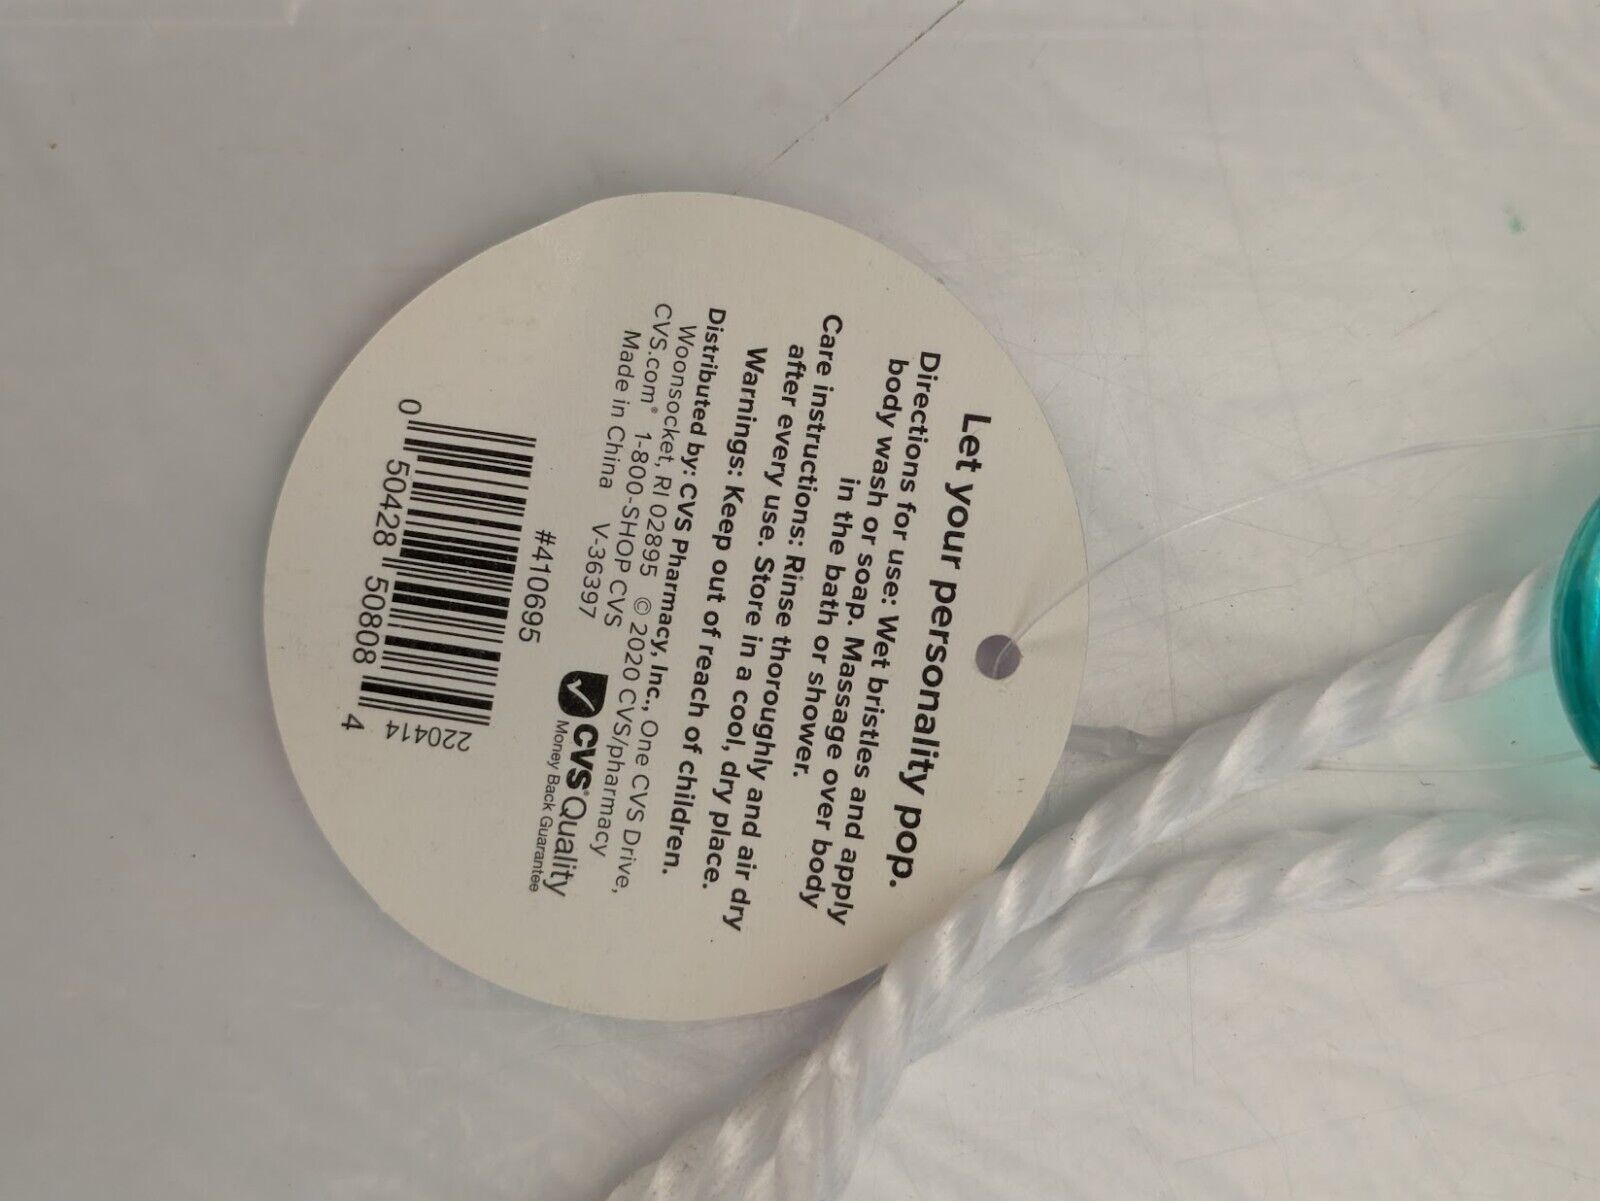 Let your personality pop.
Directions for use: Wet bristles and apply
body wash or soap. Massage over body
in the bath or shower.
Care instructions: Rinse thoroughly and air dry
after every use. Store in a cool, dry place.
Warnings: Keep out of reach of children.
Distributed by: CVS Pharmacy, Inc., One CVS Drive,
Woonsocket, RI 02895 © 2020 CVS/pharmacy
CVS.com® 1-800-SHOP CVS
Made in China V-36397
CVS® Quality
Money Back Guarantee
#410695
0 50428 50808 4
220414